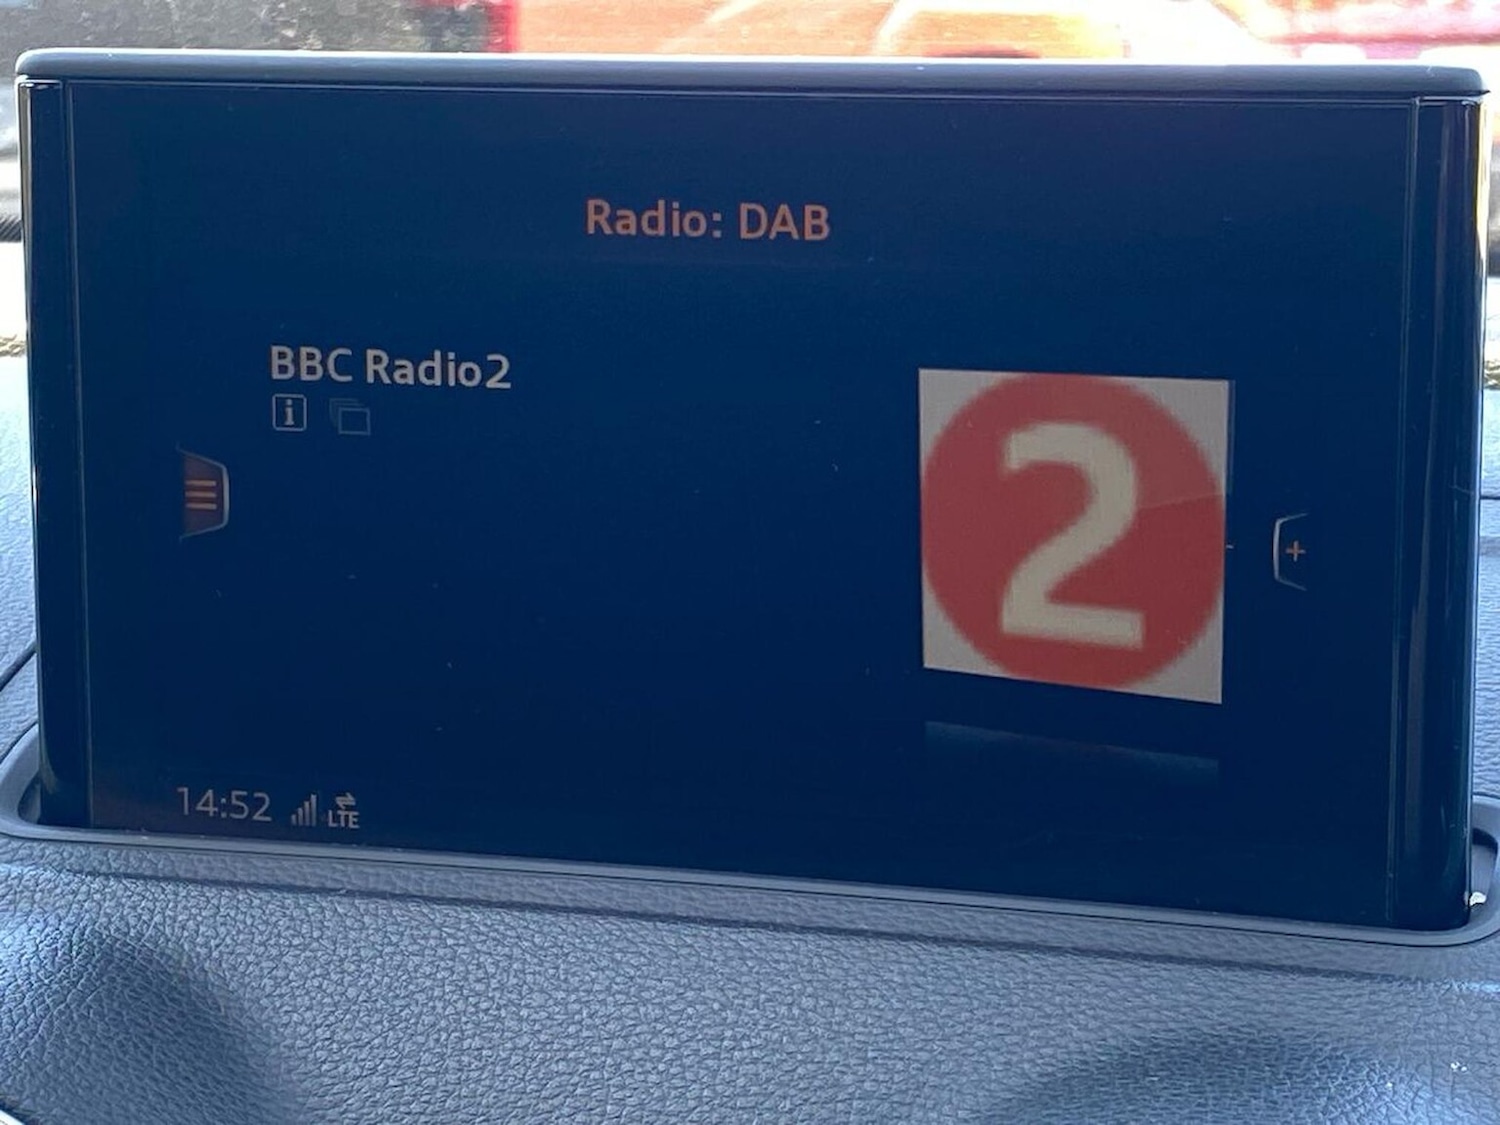 Radio: DAB
BBC Radio2
i
2
+
14:52 LTE